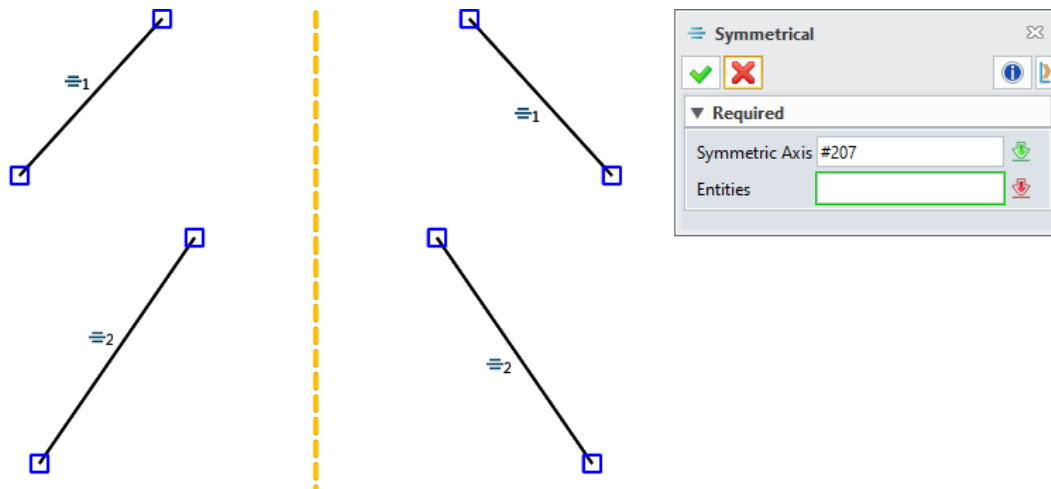 1
1
2
2
Symmetrical
Required
Symmetric Axis #207
Entities